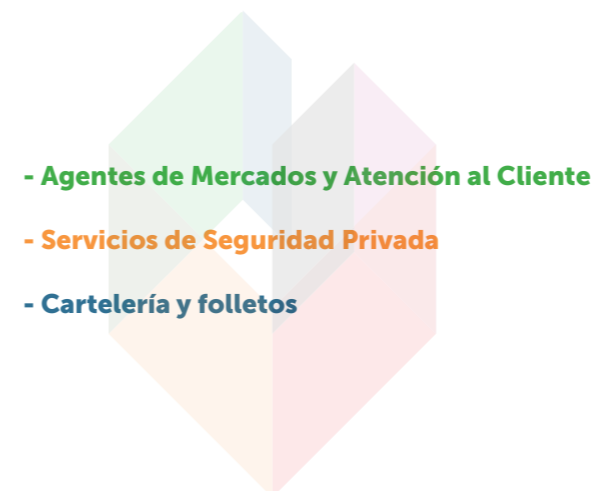 - Agentes de Mercados y Atención al Cliente
- Servicios de Seguridad Privada
- Cartelería y folletos